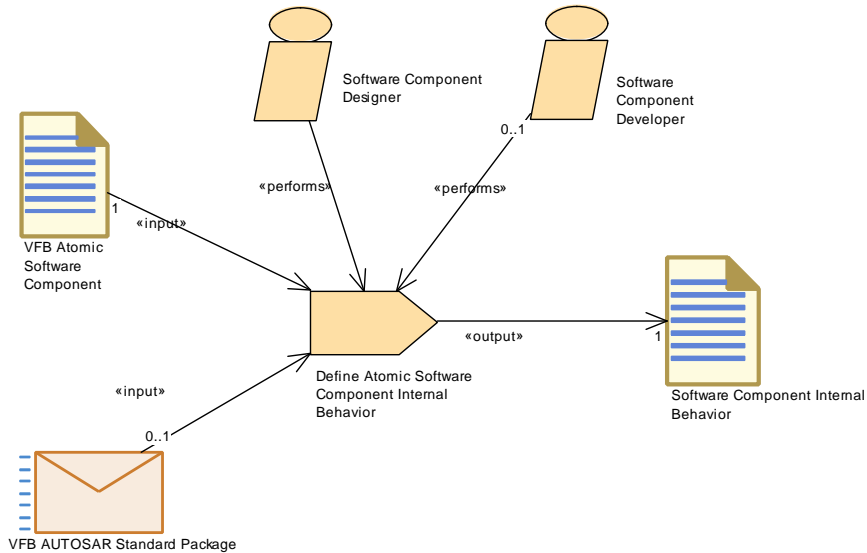 Software Component
Designer
Software
Component
Developer
0..1
«performs»
«performs»
1
«input»
VFB Atomic
Software
Component
«output»
1
Define Atomic Software
Component Internal
Behavior
Software Component Internal
Behavior
«input»
0..1
VFB AUTOSAR Standard Package